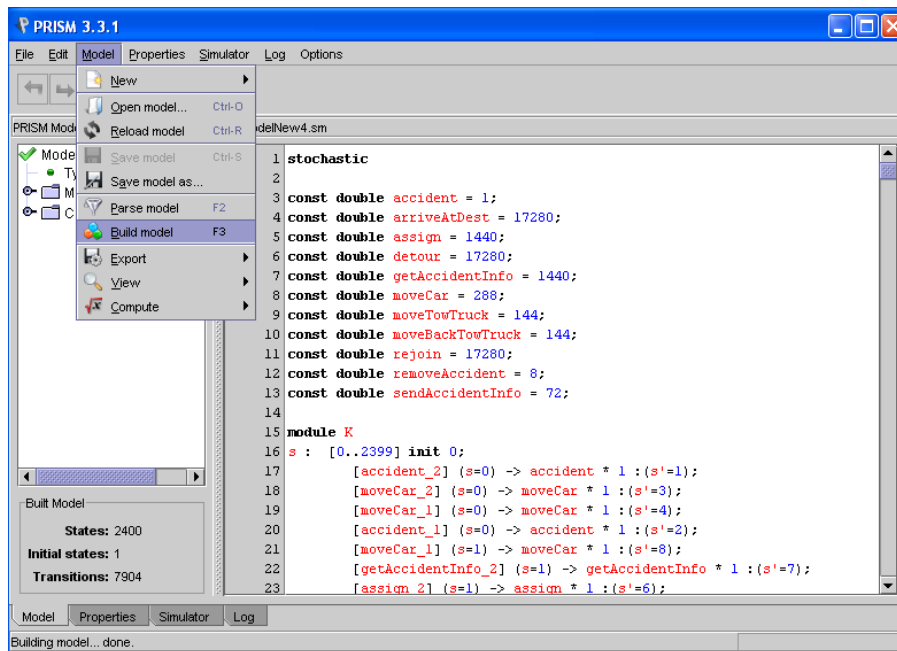 PRISM 3.3.1
File Edit Model Properties Simulator Log Options
New
Open model... Ctrl-O
Reload model Ctrl-R
Save model Ctrl-S
Save model as...
Parse model F2
Build model F3
Export
View
Compute
PRISM Mod
delNew4.sm
Mode
Ty
M
C
1 stochastic
2
3 const double accident = 1;
4 const double arriveAtDest = 17280;
5 const double assign = 1440;
6 const double detour = 17280;
7 const double getAccidentInfo = 1440;
8 const double moveCar = 288;
9 const double moveTowTruck = 144;
10 const double moveBackTowTruck = 144;
11 const double rejoin = 17280;
12 const double removeAccident = 8;
13 const double sendAccidentInfo = 72;
14
15 module K
16 s : [0..2399] init 0;
17 [accident_2] (s=0) -> accident * 1 :(s'=1);
18 [moveCar_2] (s=0) -> moveCar * 1 :(s'=3);
19 [moveCar_1] (s=0) -> moveCar * 1 :(s'=4);
20 [accident_1] (s=0) -> accident * 1 :(s'=2);
21 [moveCar_1] (s=1) -> moveCar * 1 :(s'=8);
22 [getAccidentInfo_2] (s=1) -> getAccidentInfo * 1 :(s'=7);
23 [assign_2] (s=1) -> assign * 1 :(s'=6);
Built Model
States: 2400
Initial states: 1
Transitions: 7904
Model Properties Simulator Log
Building model... done.